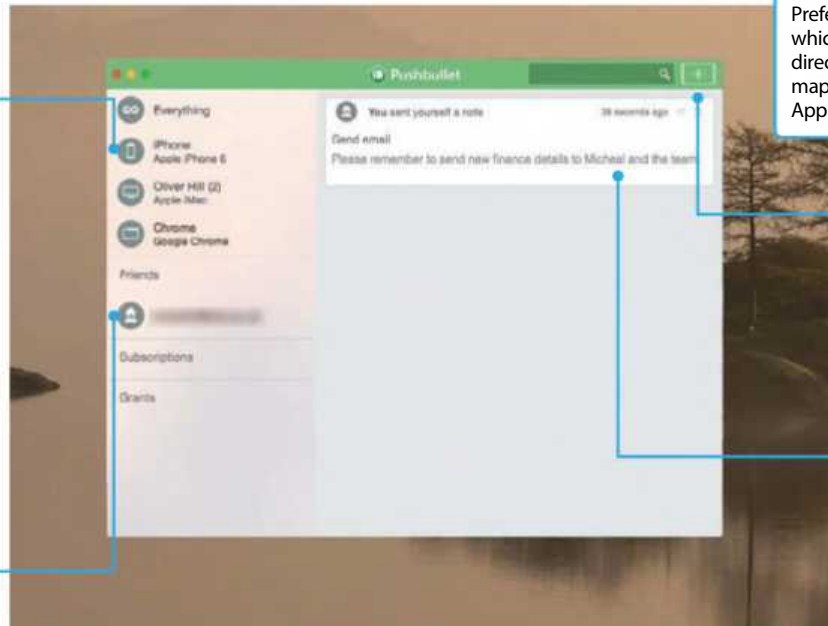 Prefe
whic
direc
map
App
Pushbullet
Everything
iPhone
Apple iPhone 6
Oliver Hill (2)
Apple iMac
Chrome
Google Chrome
Friends
Subscriptions
Grants
You sent yourself a note
seconds ago
Send email
Please remember to send new finance details to Micheal and the team